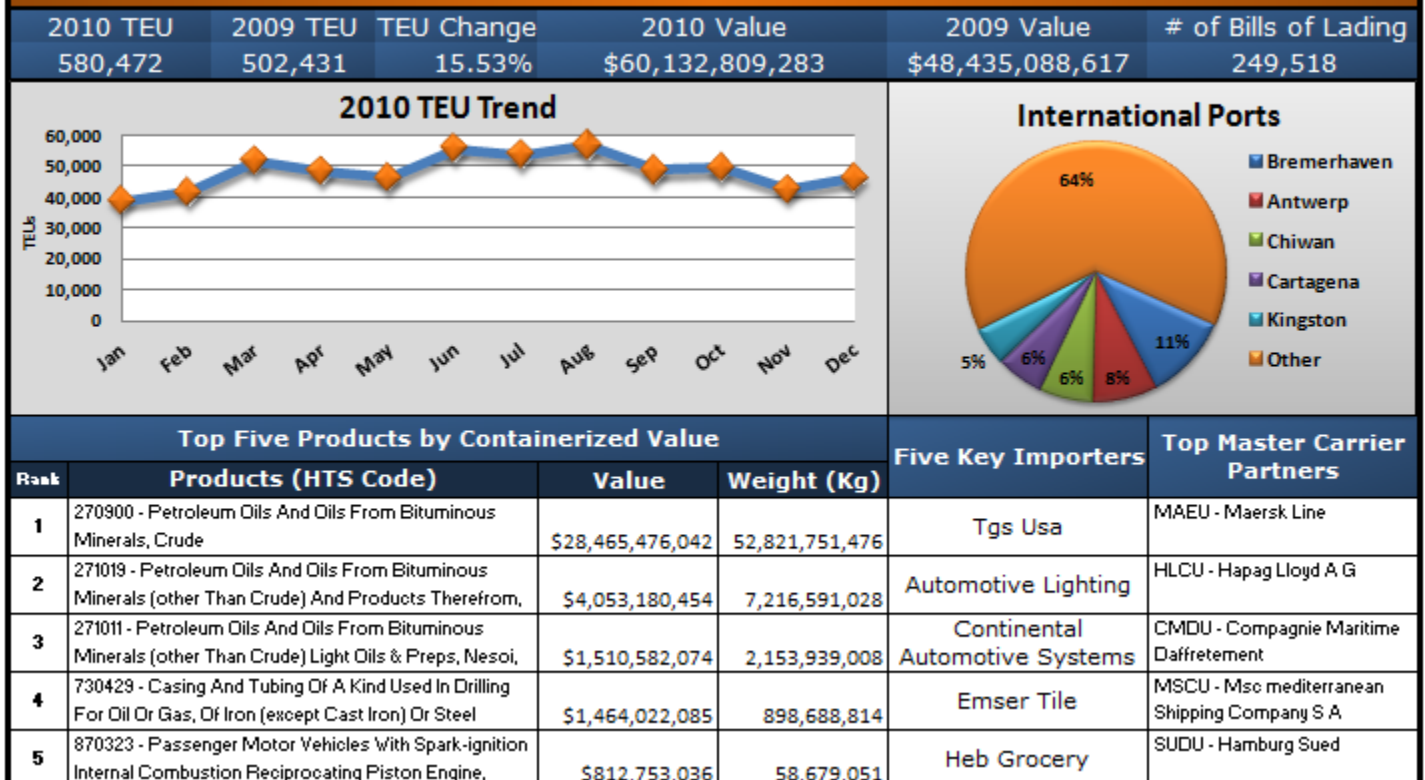 2010 TEU 2009 TEU TEU Change 2010 Value 2009 Value # of Bills of Lading
580,472 502,431 15.53% $60,132,809,283 $48,435,088,617 249,518
2010 TEU Trend
60,000
50,000
40,000
30,000
20,000
10,000
0
TEUs
Jan Feb Mar Apr May Jun Jul Aug Sep Oct Nov Dec
International Ports
64%
11%
8%
6%
6%
5%
Bremerhaven
Antwerp
Chiwan
Cartagena
Kingston
Other
Top Five Products by Containerized Value
Rank Products (HTS Code) Value Weight (Kg)
Five Key Importers
Top Master Carrier
Partners
1
270900 - Petroleum Oils And Oils From Bituminous
Minerals, Crude
$28,465,476,042 52,821,751,476
Tgs Usa
MAEU - Maersk Line
2
271019 - Petroleum Oils And Oils From Bituminous
Minerals (other Than Crude) And Products Therefrom,
$4,053,180,454 7,216,591,028
Automotive Lighting
HLCU - Hapag Lloyd A G
3
271011 - Petroleum Oils And Oils From Bituminous
Minerals (other Than Crude) Light Oils & Preps, Nesoi,
$1,510,582,074 2,153,939,008
Continental
Automotive Systems
CMDU - Compagnie Maritime
Daffretement
4
730429 - Casing And Tubing Of A Kind Used In Drilling
For Oil Or Gas, Of Iron (except Cast Iron) Or Steel
$1,464,022,085 898,688,814
Emser Tile
MSCU - Msc mediterranean
Shipping Company S A
5
870323 - Passenger Motor Vehicles With Spark-ignition
Internal Combustion Reciprocating Piston Engine,
$812,753,036 58,679,051
Heb Grocery
SUDU - Hamburg Sued